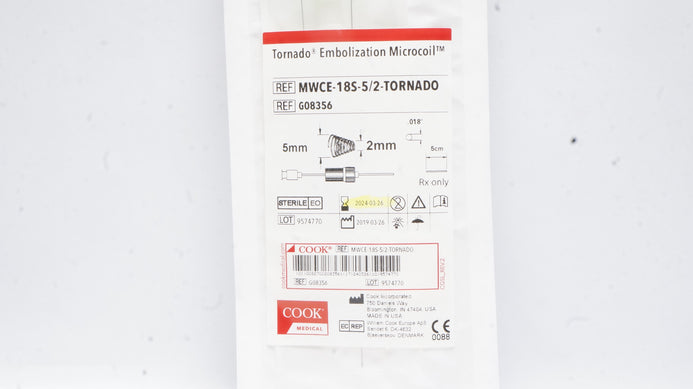 Tornado® Embolization Microcoil™
REF MWCE-18S-5/2-TORNADO
REF G08356
.018"
5mm 2mm 5cm
Rx only
STERILE EO 2024-03-26
LOT 9574770 2019-03-26
COOK® REF MWCE-18S-5/2-TORNADO
REF G08356 LOT 9574770
cookmedical.com
COOK
MEDICAL
Cook Incorporated
750 Daniels Way
Bloomington, IN 47404, USA
MADE IN USA
EC REP William Cook Europe ApS
Sandet 6, DK-4632
Bjaeverskov, DENMARK
CE
0088